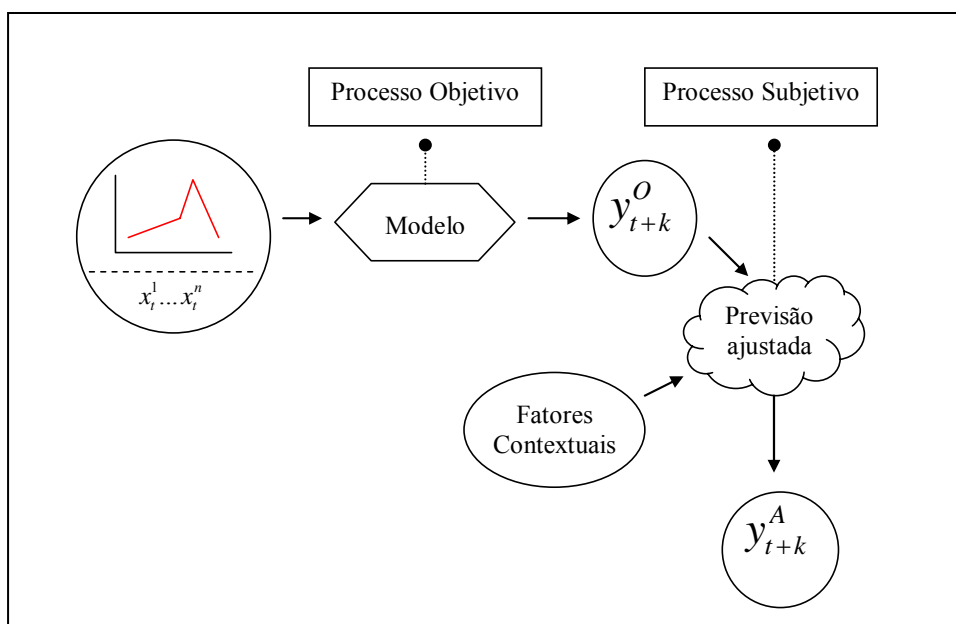 Processo Objetivo
Processo Subjetivo
Modelo
y^O_{t+k}
x_t^1 ... x_t^n
Previsão
ajustada
Fatores
Contextuais
y^A_{t+k}